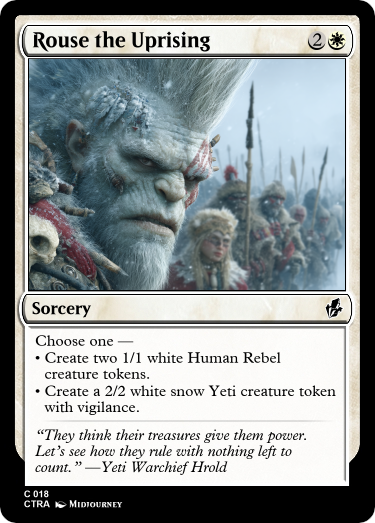 Rouse the Uprising 2
Sorcery
Choose one —
• Create two 1/1 white Human Rebel
creature tokens.
• Create a 2/2 white snow Yeti creature token
with vigilance.
“They think their treasures give them power.
Let’s see how they rule with nothing left to
count.” —Yeti Warchief Hrold
C 018
CTRA Midjourney